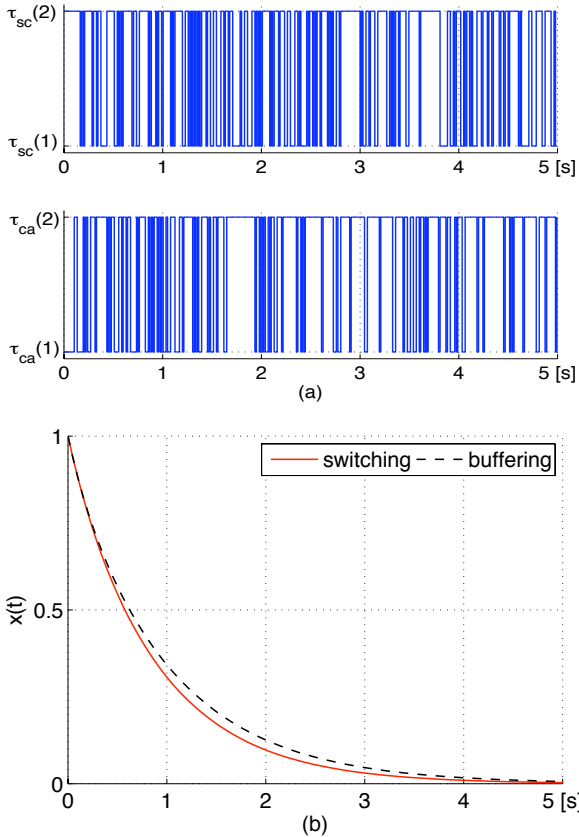 τsc(2)
τsc(1)
0 1 2 3 4 5 [s]
τca(2)
τca(1)
0 1 2 3 4 5 [s]
(a)
1
switching buffering
0.5
x(t)
0
0 1 2 3 4 5 [s]
(b)